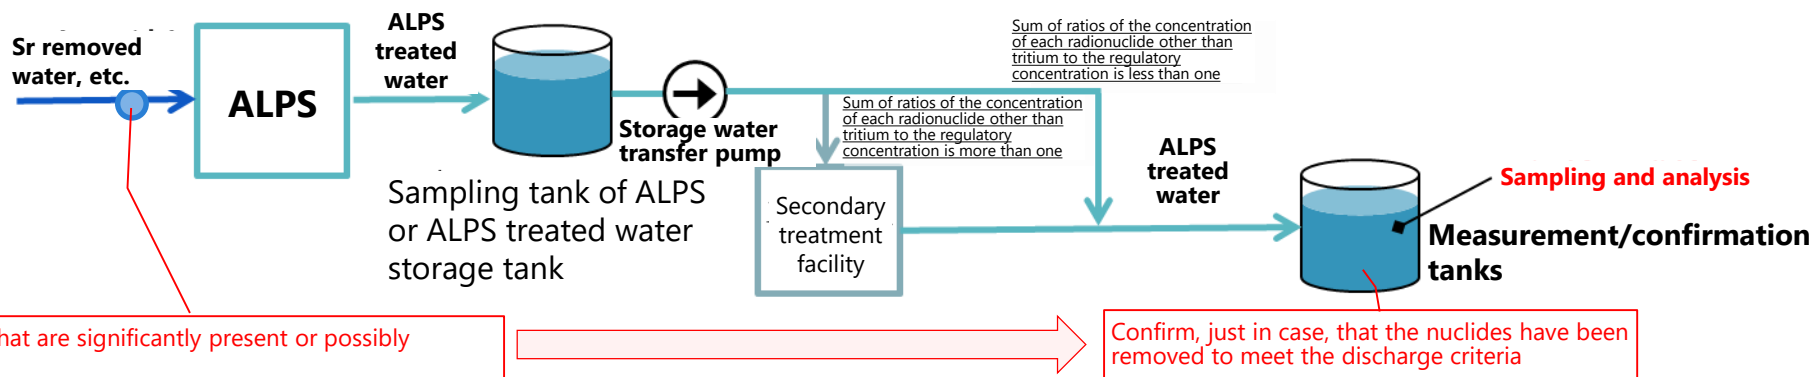 Sr removed
water, etc.
ALPS
ALPS
treated
water
Storage water
transfer pump
Sampling tank of ALPS
or ALPS treated water
storage tank
Sum of ratios of the concentration
of each radionuclide other than
tritium to the regulatory
concentration is less than one
Sum of ratios of the concentration
of each radionuclide other than
tritium to the regulatory
concentration is more than one
Secondary
treatment
facility
ALPS
treated
water
Sampling and analysis
Measurement/confirmation
tanks
that are significantly present or possibly
Confirm, just in case, that the nuclides have been
removed to meet the discharge criteria